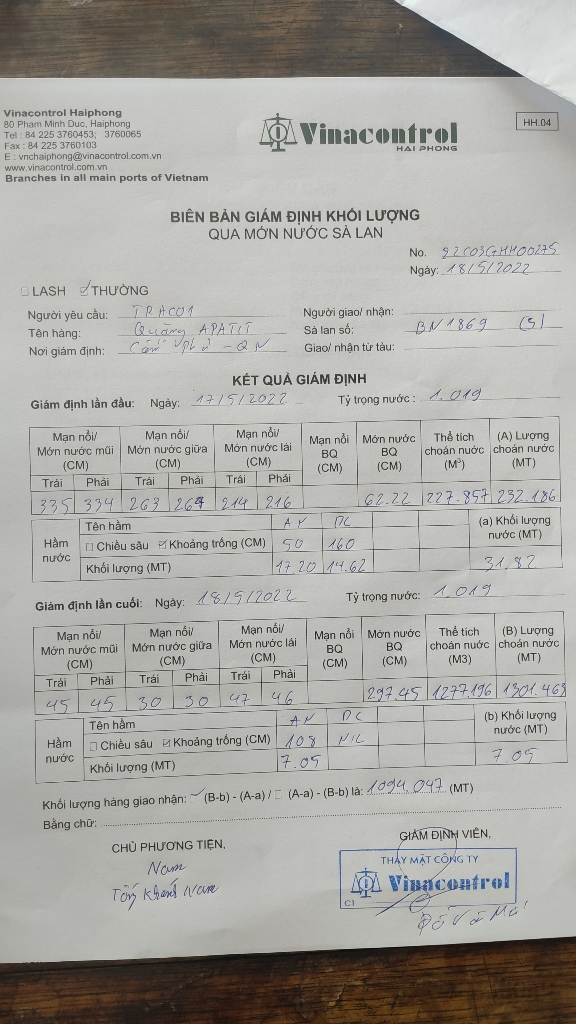 Vinacontrol Haiphong
80 Pham Minh Duc, Haiphong
Tel : 84 225 3760453; 3760065
Fax : 84 225 3760103
E : vnchaiphong@vinacontrol.com.vn
www.vinacontrol.com.vn
Branches in all main ports of Vietnam
Vinacontrol
HAI PHONG
HH.04
BIÊN BẢN GIÁM ĐỊNH KHỐI LƯỢNG
QUA MỚN NƯỚC SÀ LAN
No. 22C03GHH00275
Ngày: 18/5/2022
LASH THƯỜNG
Người yêu cầu: TRACO1 Người giao/ nhận:
Tên hàng: Quặng APATIT Sà lan số: BN1869 (S)
Nơi giám định: Cẩm Phả - QN Giao/ nhận từ tàu:
KẾT QUẢ GIÁM ĐỊNH
Giám định lần đầu: Ngày: 17/5/2022 Tỷ trọng nước : 1.019
Mạn nổi/ Mạn nổi/ Mạn nổi/ Mạn nổi Mớn nước Thể tích (A) Lượng
Mớn nước mũi Mớn nước giữa Mớn nước lái BQ BQ choán nước choán nước
(CM) (CM) (CM) (CM) (CM) (M³) (MT)
Trái Phải Trái Phải Trái Phải
335 334 263 264 214 216 62.22 227.857 232.186
Hầm nước
Tên hầm AH DC (a) Khối lượng nước (MT)
Chiều sâu Khoảng trống (CM) 50 160
Khối lượng (MT) 17.20 14.62 31.82
Giám định lần cuối: Ngày: 18/5/2022 Tỷ trọng nước: 1.019
Mạn nổi/ Mạn nổi/ Mạn nổi/ Mạn nổi Mớn nước Thể tích (B) Lượng
Mớn nước mũi Mớn nước giữa Mớn nước lái BQ BQ choán nước choán nước
(CM) (CM) (CM) (CM) (CM) (M3) (MT)
Trái Phải Trái Phải Trái Phải
45 45 30 30 47 46 297.45 1277.196 1301.463
Hầm nước
Tên hầm AH DC (b) Khối lượng nước (MT)
Chiều sâu Khoảng trống (CM) 108 NIL
Khối lượng (MT) 7.05 7.05
Khối lượng hàng giao nhận: (B-b) - (A-a) / (A-a) - (B-b) là: 1094.047 (MT)
Bằng chữ:
CHỦ PHƯƠNG TIỆN, GIÁM ĐỊNH VIÊN,
Nam
Tống Khánh Nam
THAY MẶT CÔNG TY
Vinacontrol
C1